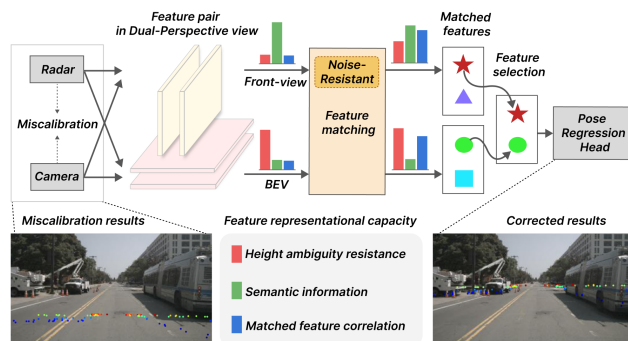 Feature pair
in Dual-Perspective view
Matched
features
Radar
Miscalibration
Camera
Front-view
BEV
Noise-
Resistant
Feature
matching
Feature
selection
Pose
Regression
Head
Miscalibration results
Feature representational capacity
Corrected results
Height ambiguity resistance
Semantic information
Matched feature correlation